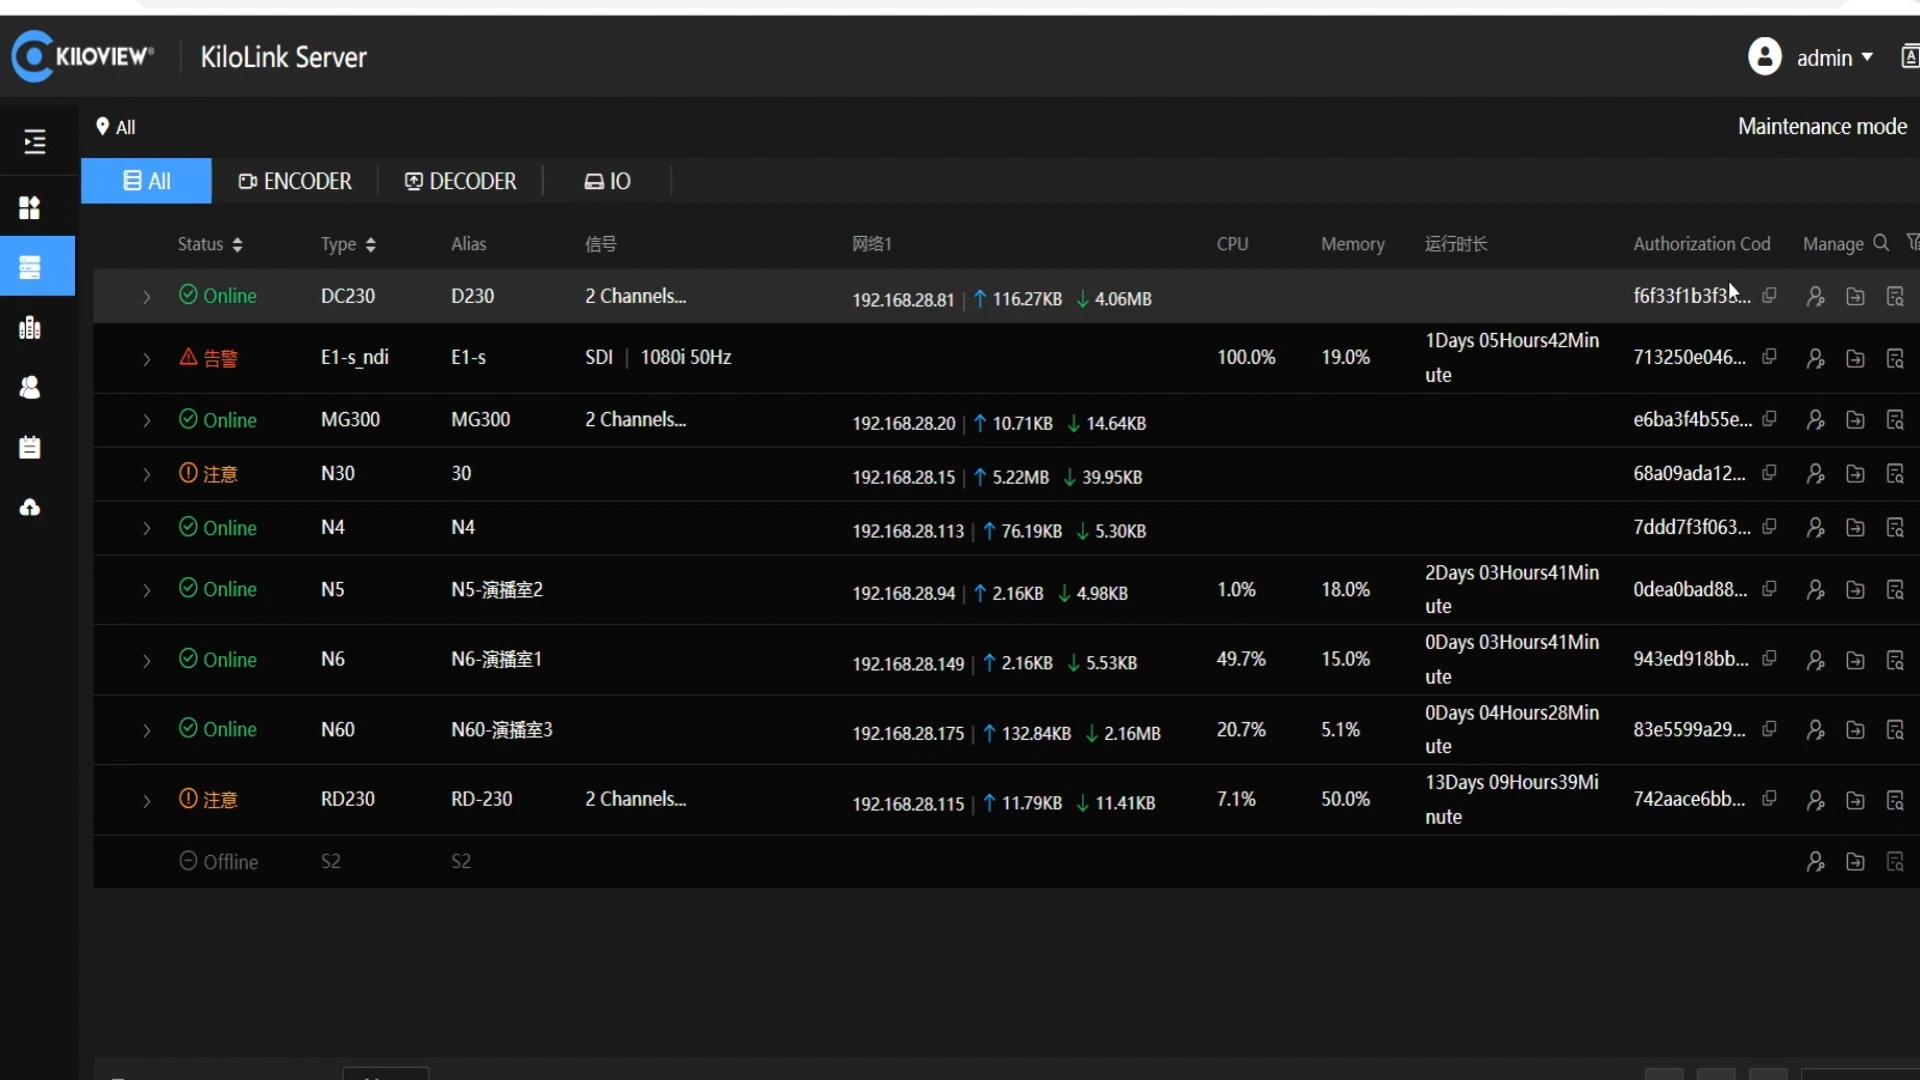 KILOVIEW® KiloLink Server admin
All Maintenance mode
All ENCODER DECODER IO
Status Type Alias 信号 网络1 CPU Memory 运行时长 Authorization Cod Manage
Online DC230 D230 2 Channels... 192.168.28.81 | ↑ 116.27KB ↓ 4.06MB f6f33f1b3f3...
告警 E1-s_ndi E1-s SDI | 1080i 50Hz 100.0% 19.0% 1Days 05Hours42Min
ute 713250e046...
Online MG300 MG300 2 Channels... 192.168.28.20 | ↑ 10.71KB ↓ 14.64KB e6ba3f4b55e...
注意 N30 30 192.168.28.15 | ↑ 5.22MB ↓ 39.95KB 68a09ada12...
Online N4 N4 192.168.28.113 | ↑ 76.19KB ↓ 5.30KB 7ddd7f3f063...
Online N5 N5-演播室2 192.168.28.94 | ↑ 2.16KB ↓ 4.98KB 1.0% 18.0% 2Days 03Hours41Min
ute 0dea0bad88...
Online N6 N6-演播室1 192.168.28.149 | ↑ 2.16KB ↓ 5.53KB 49.7% 15.0% 0Days 03Hours41Min
ute 943ed918bb...
Online N60 N60-演播室3 192.168.28.175 | ↑ 132.84KB ↓ 2.16MB 20.7% 5.1% 0Days 04Hours28Min
ute 83e5599a29...
注意 RD230 RD-230 2 Channels... 192.168.28.115 | ↑ 11.79KB ↓ 11.41KB 7.1% 50.0% 13Days 09Hours39Mi
nute 742aace6bb...
Offline S2 S2